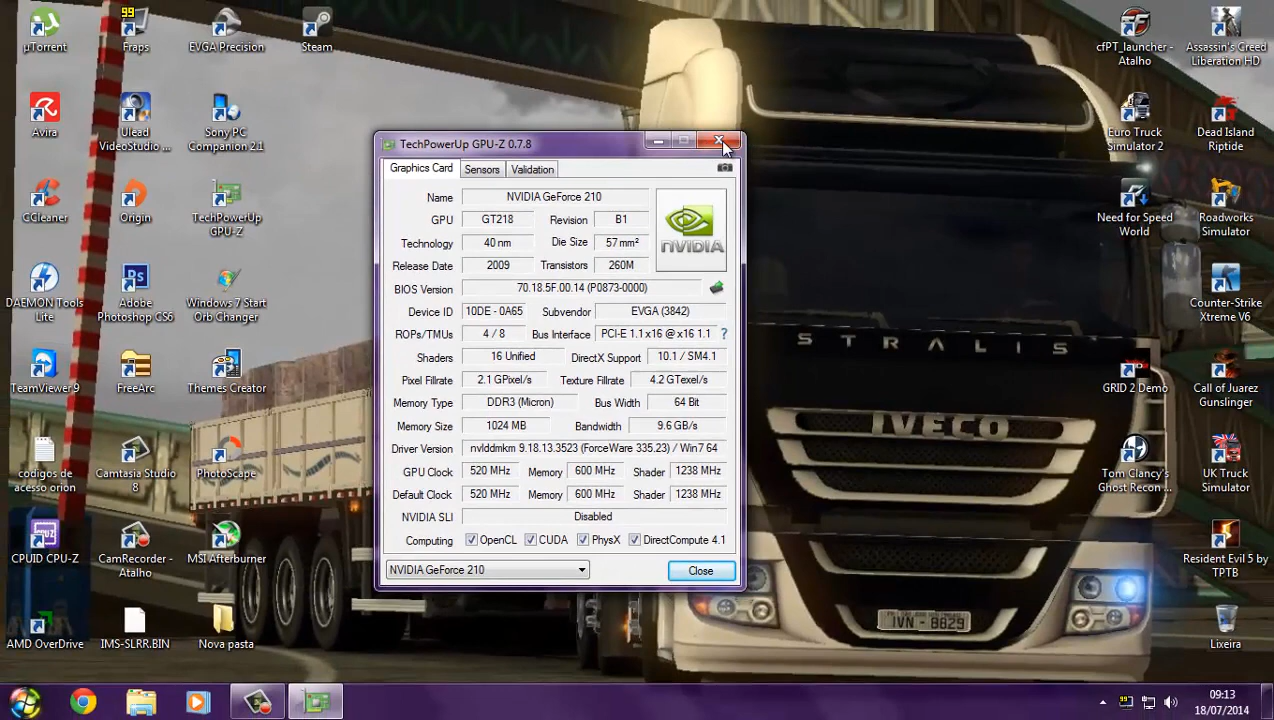 µTorrent
99
Fraps
EVGA Precision
Steam
Avira
Ulead
VideoStudio ...
Sony PC
Companion 2.1
CCleaner
Origin
TechPowerUp
GPU-Z
DAEMON Tools
Lite
Ps
Adobe
Photoshop CS6
Windows 7 Start
Orb Changer
TeamViewer 9
FreeArc
Themes Creator
codigos de
acesso orion
Camtasia Studio
8
PhotoScape
CPUID CPU-Z
CamRecorder -
Atalho
MSI Afterburner
AMD OverDrive
IMS-SLRR.BIN
Nova pasta
TechPowerUp GPU-Z 0.7.8
Graphics Card Sensors Validation
Name NVIDIA GeForce 210
GPU GT218 Revision B1
NVIDIA
Technology 40 nm Die Size 57 mm²
Release Date 2009 Transistors 260M
BIOS Version 70.18.5F.00.14 (P0873-0000)
Device ID 10DE - 0A65 Subvendor EVGA (3842)
ROPs/TMUs 4 / 8 Bus Interface PCI-E 1.1 x16 @ x16 1.1 ?
Shaders 16 Unified DirectX Support 10.1 / SM4.1
Pixel Fillrate 2.1 GPixel/s Texture Fillrate 4.2 GTexel/s
Memory Type DDR3 (Micron) Bus Width 64 Bit
Memory Size 1024 MB Bandwidth 9.6 GB/s
Driver Version nvlddmkm 9.18.13.3523 (ForceWare 335.23) / Win7 64
GPU Clock 520 MHz Memory 600 MHz Shader 1238 MHz
Default Clock 520 MHz Memory 600 MHz Shader 1238 MHz
NVIDIA SLI Disabled
Computing OpenCL CUDA PhysX DirectCompute 4.1
NVIDIA GeForce 210 Close
STRALIS
IVECO
IVN - 8829
cfPT_launcher -
Atalho
Assassin's Creed
Liberation HD
Euro Truck
Simulator 2
Dead Island
Riptide
Need for Speed
World
Roadworks
Simulator
Counter-Strike
Xtreme V6
GRID 2 Demo
Call of Juarez
Gunslinger
Tom Clancy's
Ghost Recon ...
UK Truck
Simulator
Resident Evil 5 by
TPTB
Lixeira
99
09:13
18/07/2014